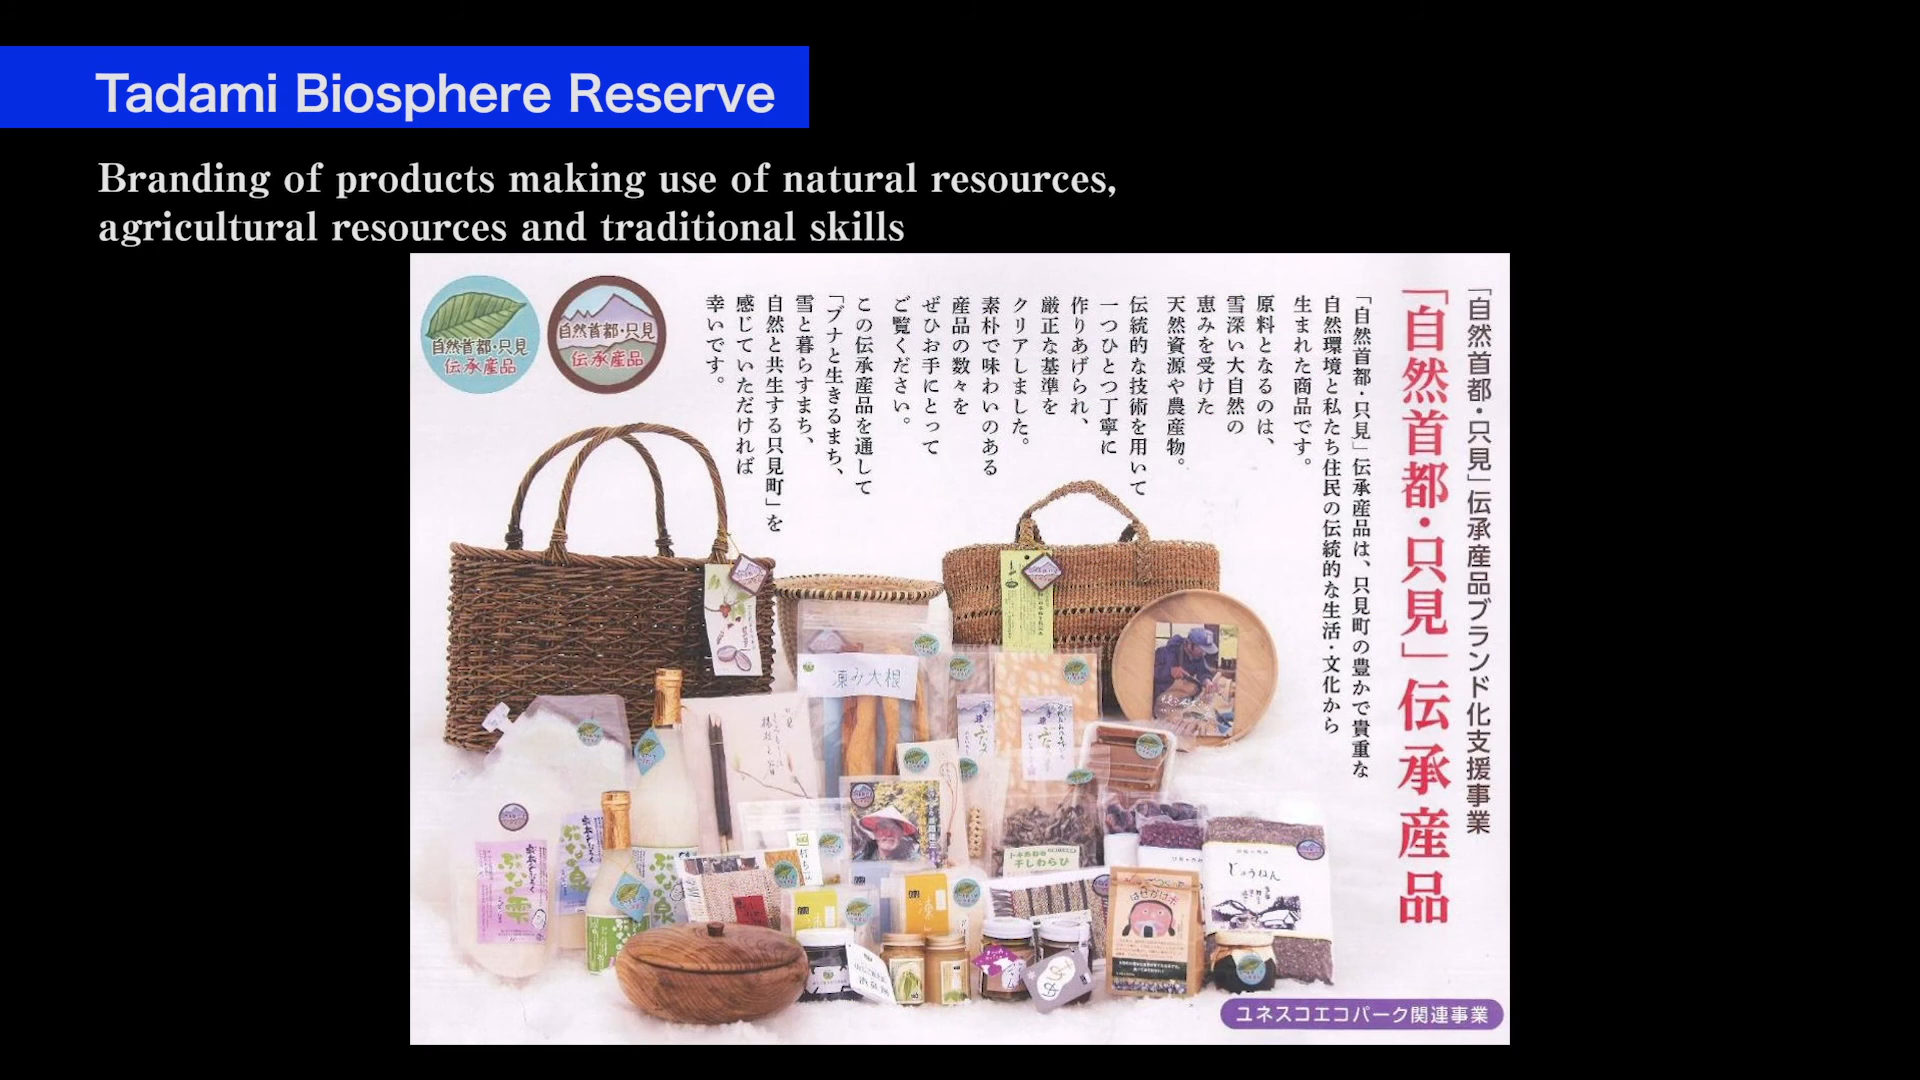 Tadami Biosphere Reserve
Branding of products making use of natural resources,
agricultural resources and traditional skills
「自然首都・只見」伝承産品ブランド化支援事業
「自然首都・只見」伝承産品
「自然首都・只見」伝承産品は、只見町の豊かで貴重な
自然環境と私たち住民の伝統的な生活・文化から
生まれた商品です。
原料となるのは、
雪深い大自然の
恵みを受けた
天然資源や農産物。
伝統的な技術を用いて
一つひとつ丁寧に
作りあげられ、
厳正な基準を
クリアしました。
素朴で味わいのある
産品の数々を
ぜひお手にとって
ご覧ください。
この伝承産品を通して
「ブナと生きるまち、
雪と暮らすまち、
自然と共生する只見町」を
感じていただければ
幸いです。
自然首都・只見
伝承産品
自然首都・只見
伝承産品
凍み大根
干しわらび
じゅうねん
ぶなの雫
ぶなの泉
はぜがけ米
ユネスコエコパーク関連事業